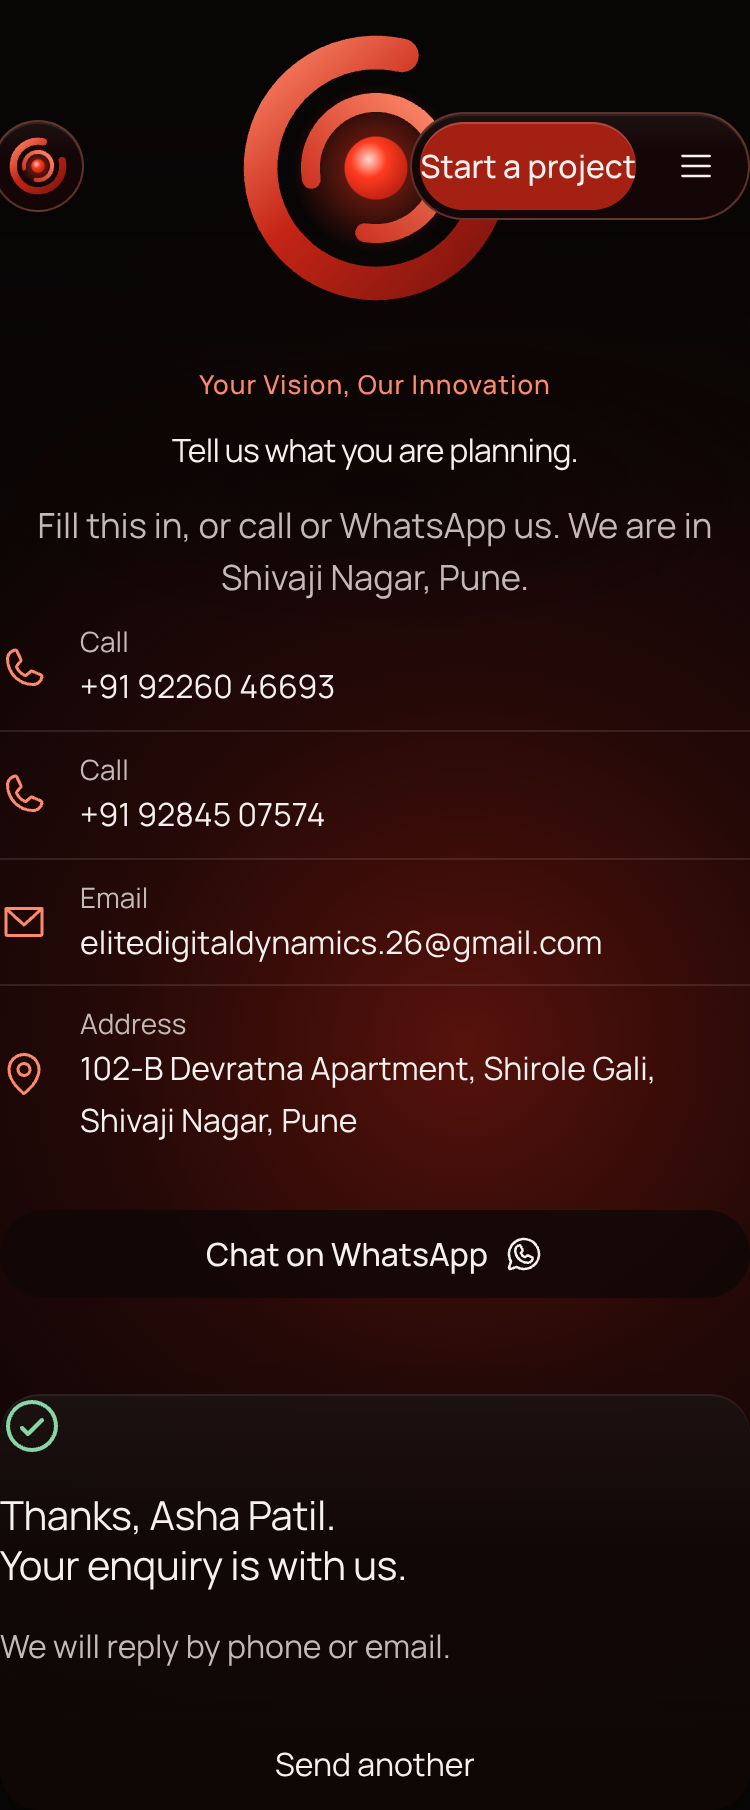 Start a project
Your Vision, Our Innovation
Tell us what you are planning.
Fill this in, or call or WhatsApp us. We are in
Shivaji Nagar, Pune.
Call
+91 92260 46693
Call
+91 92845 07574
Email
elitedigitaldynamics.26@gmail.com
Address
102-B Devratna Apartment, Shirole Gali,
Shivaji Nagar, Pune
Chat on WhatsApp
Thanks, Asha Patil.
Your enquiry is with us.
We will reply by phone or email.
Send another